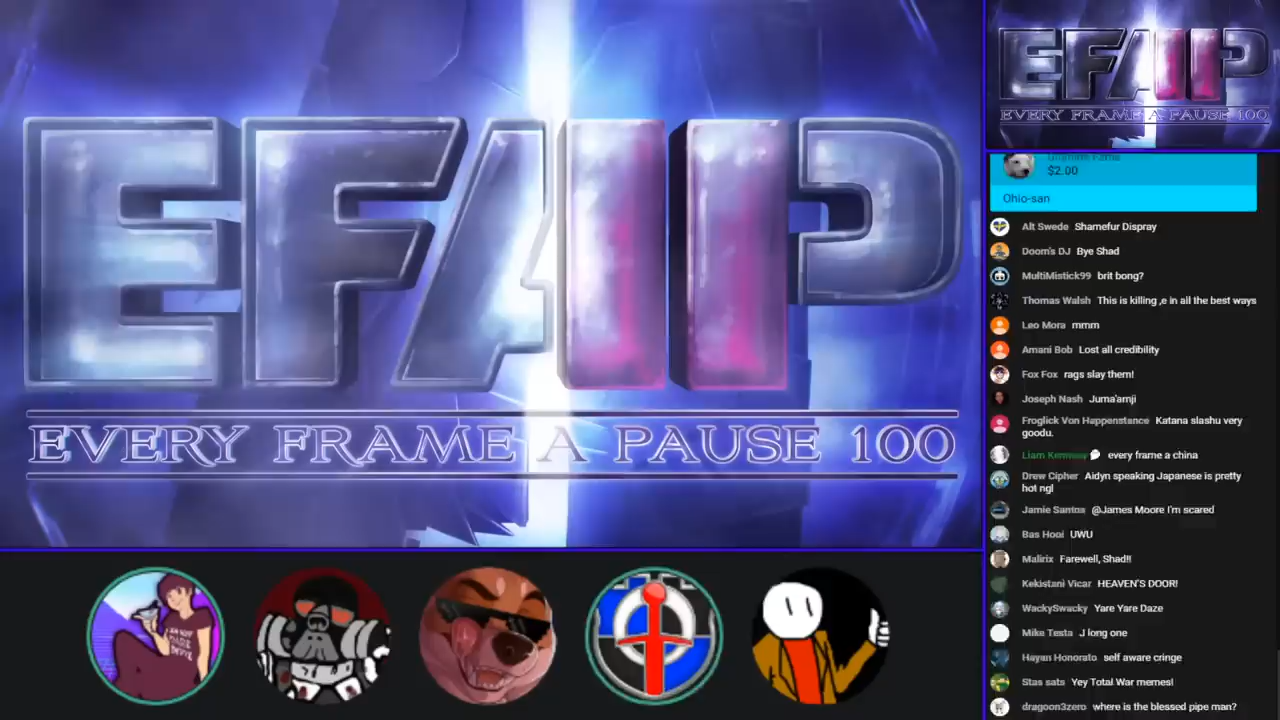 EFAP
EVERY FRAME A PAUSE 100
EFAP
EVERY FRAME A PAUSE 100
$2.00
Ohio-san
Alt Swede Shamefur Dispray
Doom's DJ Bye Shad
MultiMistick99 brit bong?
Thomas Walsh This is killing ,e in all the best ways
Leo Mora mmm
Amani Bob Lost all credibility
Fox Fox rags slay them!
Joseph Nash Juma'amji
Froglick Von Happenstance Katana slashu very
goodu.
Liam every frame a china
Drew Cipher Aidyn speaking Japanese is pretty
hot ngl
Jamie Santos @James Moore I'm scared
Bas Hooi UWU
Malirix Farewell, Shad!!
Kekistani Vicar HEAVEN'S DOOR!
WackySwacky Yare Yare Daze
Mike Testa J long one
Hayan Honorato self aware cringe
Stas sats Yey Total War memes!
dragoon3zero where is the blessed pipe man?